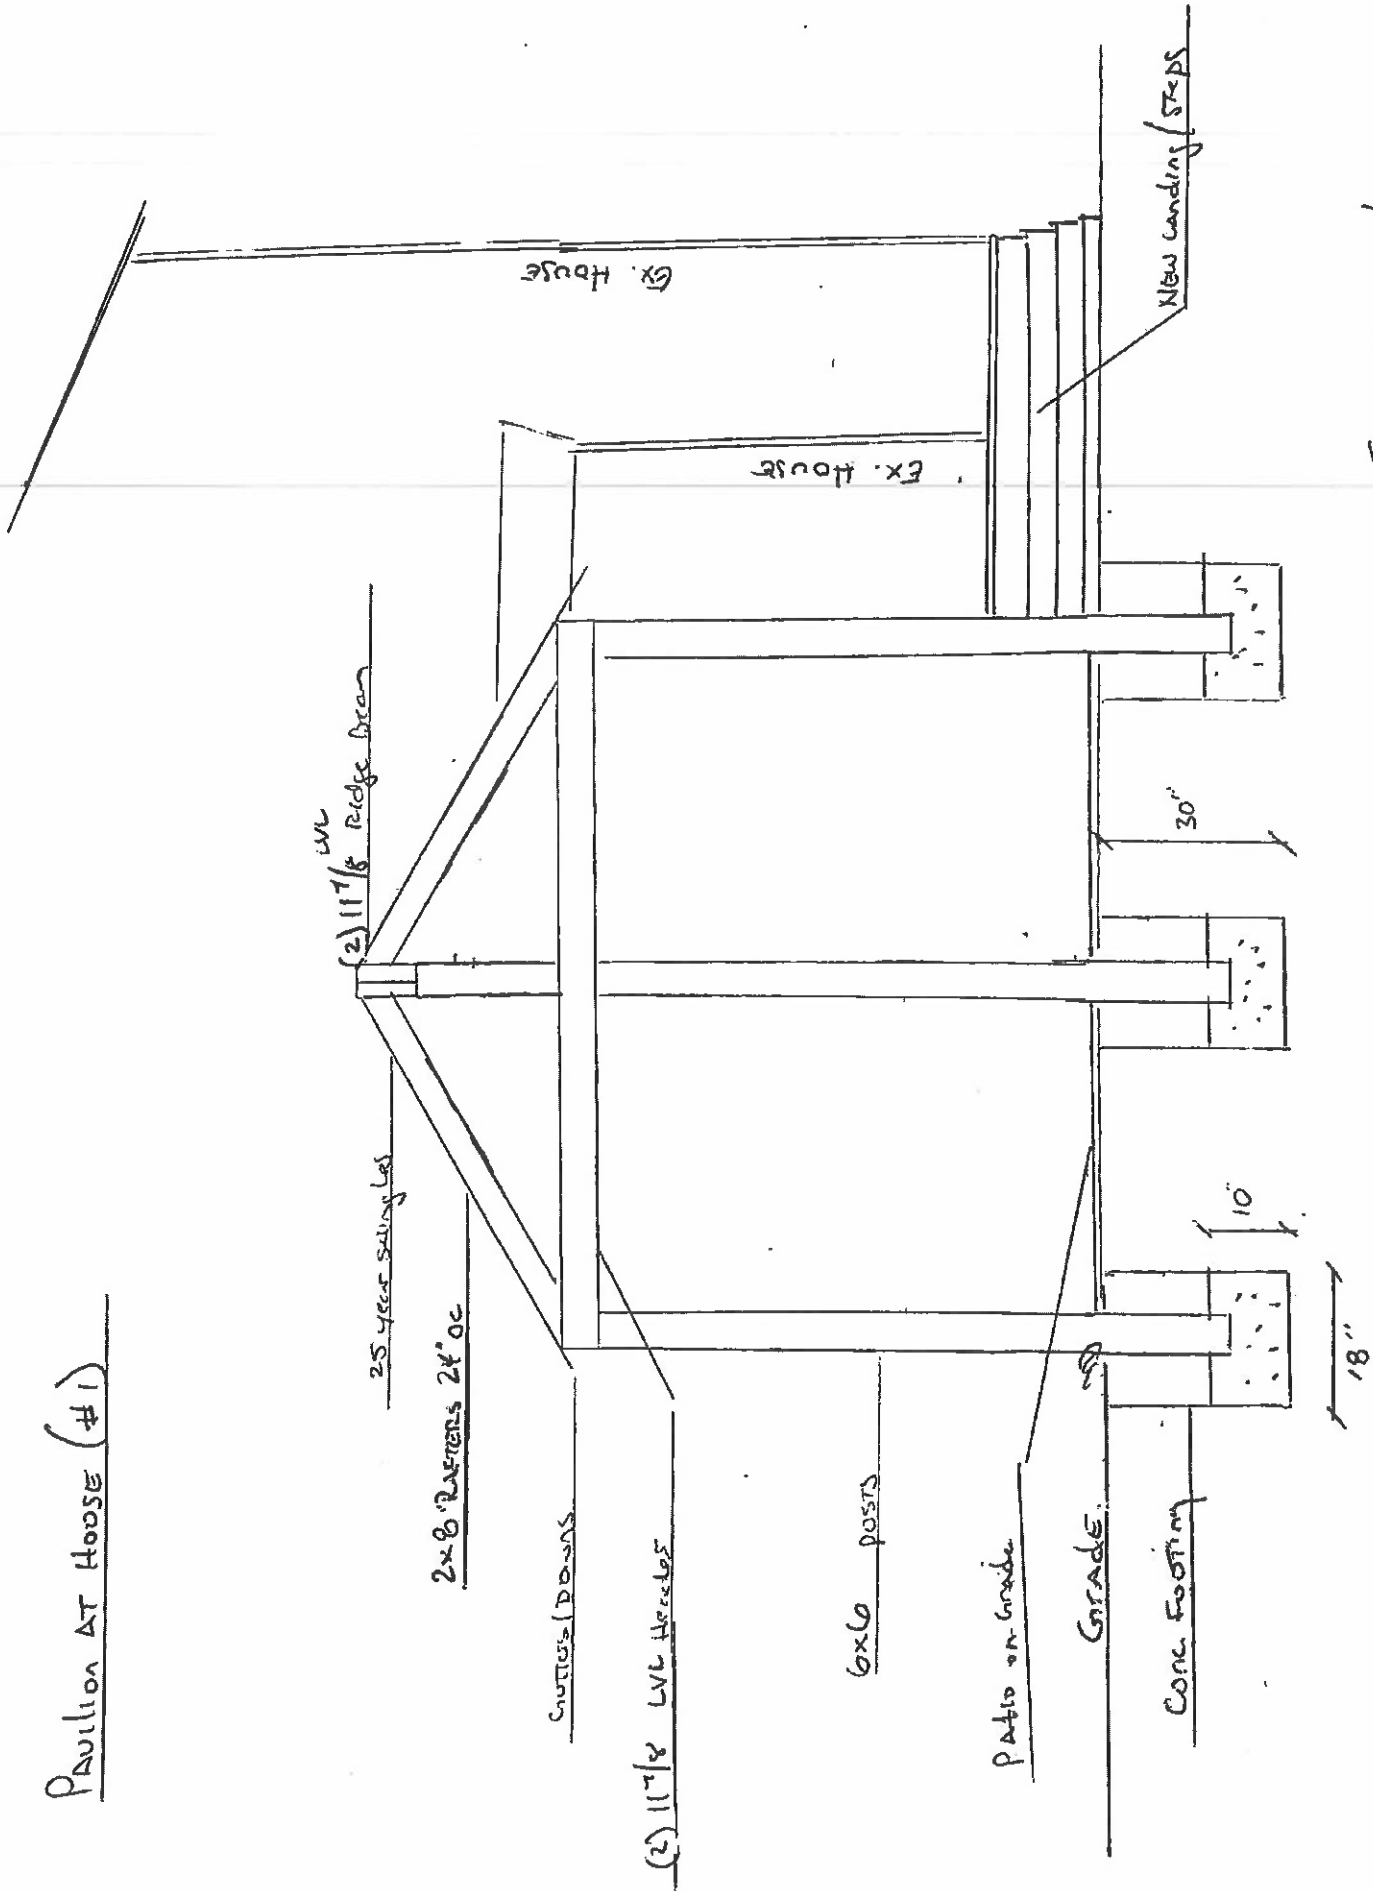 PAVILION AT HOUSE (#1)
(2) 11 7/8 LVL Ridge Beam
25 year shingles
2x8 RAFTERS 24" OC
Gutters/Downs
(2) 11 7/8 LVL Header
6x6 POSTS
Patio on Grade
GRADE
Conc Footing
Ex. House
Ex. House
New Landing/Steps
30"
10"
18"